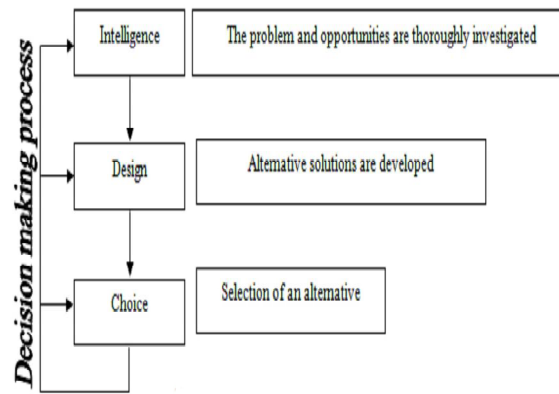 Decision making process
Intelligence
The problem and opportunities are thoroughly investigated
Design
Alternative solutions are developed
Choice
Selection of an alternative